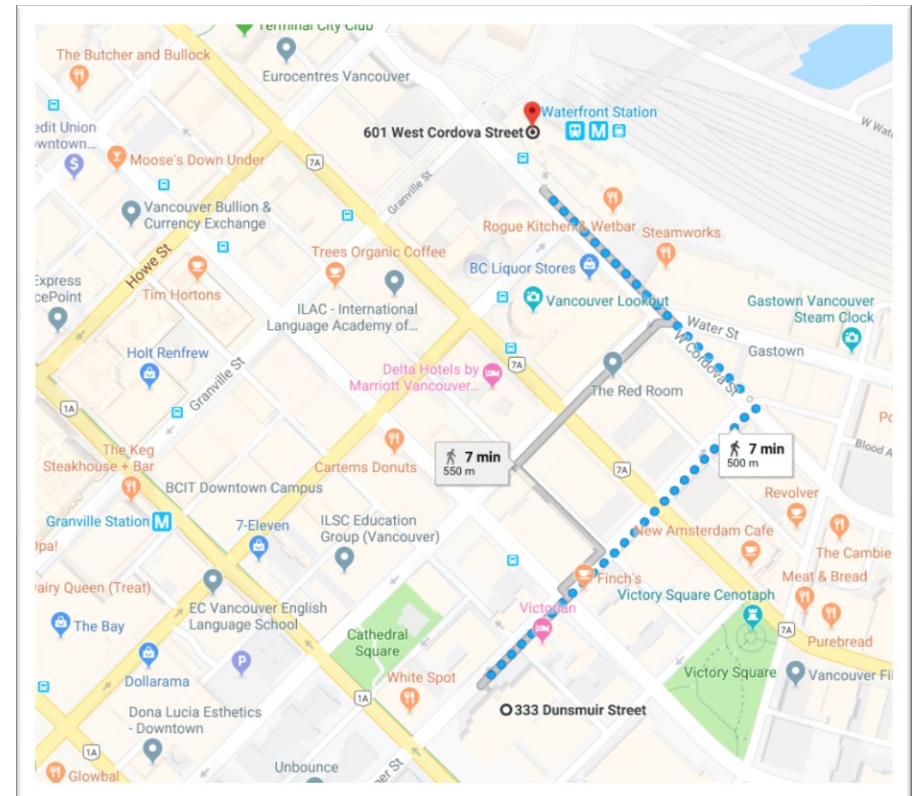 Terminal City Club
The Butcher and Bullock
Eurocentres Vancouver
Waterfront Station
M
601 West Cordova Street
edit Union
owntown...
$
Moose's Down Under
7A
Granville St
Vancouver Bullion &
Currency Exchange
Howe St
Rogue Kitchen & Wetbar
Steamworks
Trees Organic Coffee
Tim Hortons
BC Liquor Stores
Express
cePoint
ILAC - International
Language Academy of...
Vancouver Lookout
Gastown Vancouver
Steam Clock
Water St
Gastown
W Cordova St
Holt Renfrew
Granville St
Delta Hotels by
Marriott Vancouver...
7A
The Red Room
1A
The Keg
Steakhouse + Bar
Cartems Donuts
7 min
550 m
7 min
500 m
7A
BCIT Downtown Campus
Revolver
Granville Station M
7-Eleven
ILSC Education
Group (Vancouver)
New Amsterdam Cafe
The Cambie
Finch's
Meat & Bread
EC Vancouver English
Language School
Victorian
Victory Square Cenotaph
The Bay
Cathedral
Square
7A
Purebread
P
Dollarama
White Spot
Victory Square
1A
333 Dunsmuir Street
Dona Lucia Esthetics
- Downtown
1A
Unbounce
Glowbal